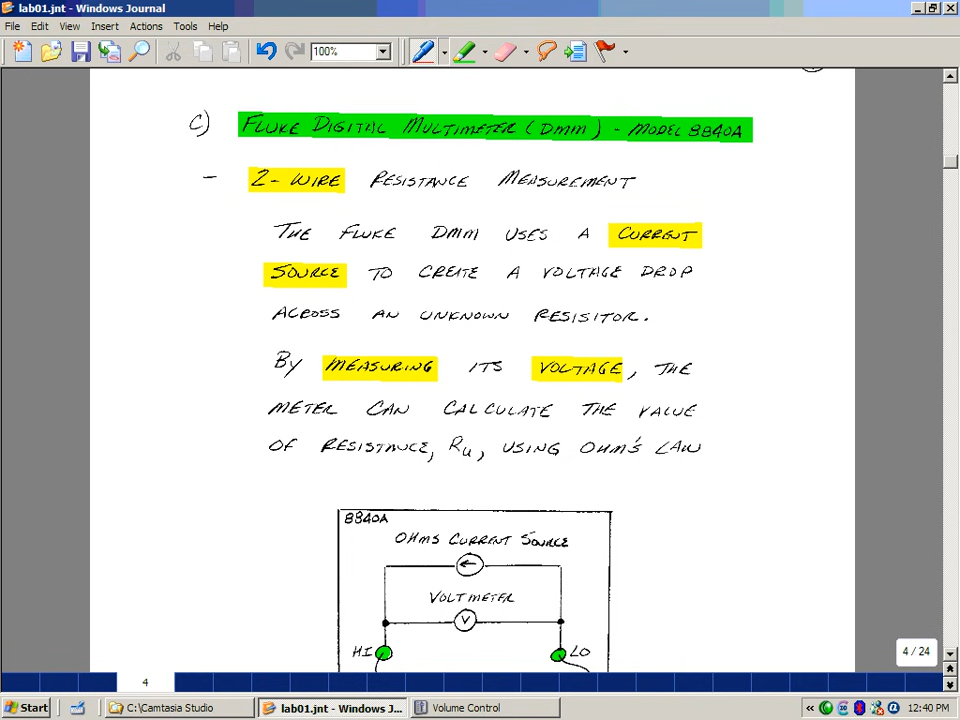 lab01.jnt - Windows Journal
File Edit View Insert Actions Tools Help
100%
C) FLUKE DIGITAL MULTIMETER (DMM) - MODEL 8840A
- 2-WIRE RESISTANCE MEASUREMENT
THE FLUKE DMM USES A CURRENT
SOURCE TO CREATE A VOLTAGE DROP
ACROSS AN UNKNOWN RESISITOR.
By MEASURING ITS VOLTAGE, THE
METER CAN CALCULATE THE VALUE
OF RESISTANCE, Ru, USING OHM'S LAW
8840A
OHMS CURRENT SOURCE
VOLTMETER
V
HI LO
4 / 24
4
Start C:\Camtasia Studio lab01.jnt - Windows J... Volume Control « 12:40 PM